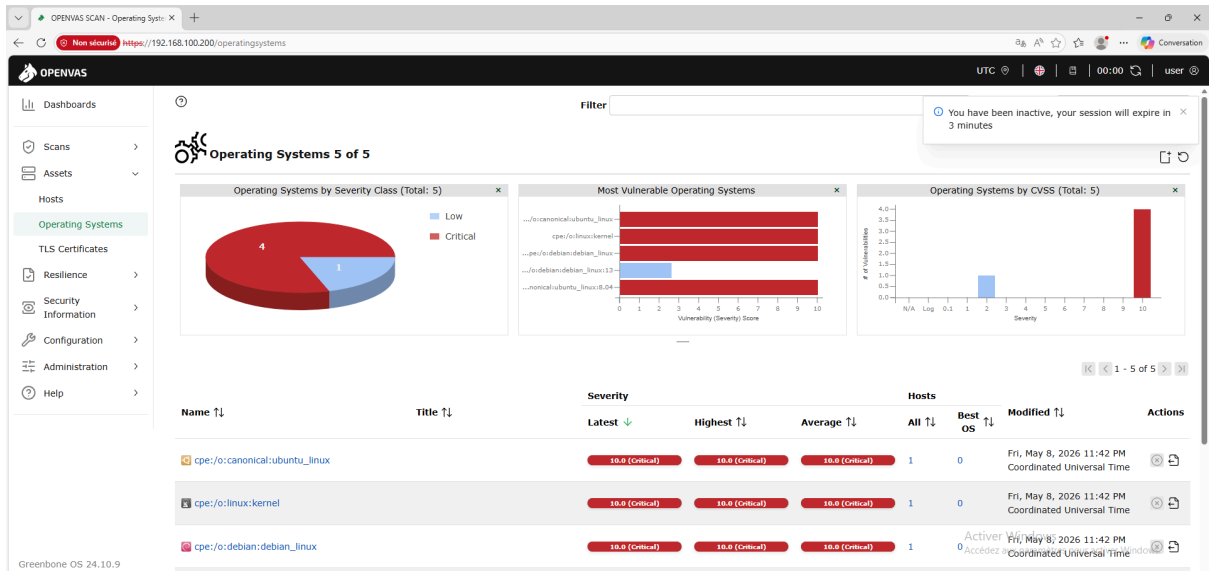 OPENVAS SCAN - Operating Syste
Non sécurisé https://192.168.100.200/operatingsystems
Conversation
OPENVAS
UTC
00:00
user
Dashboards
Scans
Assets
Hosts
Operating Systems
TLS Certificates
Resilience
Security
Information
Configuration
Administration
Help
Greenbone OS 24.10.9
Filter
You have been inactive, your session will expire in
3 minutes
Operating Systems 5 of 5
Operating Systems by Severity Class (Total: 5)
4
1
Low
Critical
Most Vulnerable Operating Systems
.../o:canonical:ubuntu_linux
cpe:/o:linux:kernel
...pe:/o:debian:debian_linux
.../o:debian:debian_linux:13
...nonical:ubuntu_linux:8.04
0 1 2 3 4 5 6 7 8 9 10
Vulnerability (Severity) Score
Operating Systems by CVSS (Total: 5)
# of Vulnerabilities
4.0
3.5
3.0
2.5
2.0
1.5
1.0
0.5
0.0
N/A Log 0.1 1 2 3 4 5 6 7 8 9 10
Severity
1 - 5 of 5
Severity Hosts
Name Title Latest Highest Average All Best OS Modified Actions
cpe:/o:canonical:ubuntu_linux 10.0 (Critical) 10.0 (Critical) 10.0 (Critical) 1 0 Fri, May 8, 2026 11:42 PM
Coordinated Universal Time
cpe:/o:linux:kernel 10.0 (Critical) 10.0 (Critical) 10.0 (Critical) 1 0 Fri, May 8, 2026 11:42 PM
Coordinated Universal Time
cpe:/o:debian:debian_linux 10.0 (Critical) 10.0 (Critical) 10.0 (Critical) 1 0 Fri, May 8, 2026 11:42 PM
Coordinated Universal Time
Activer Windows